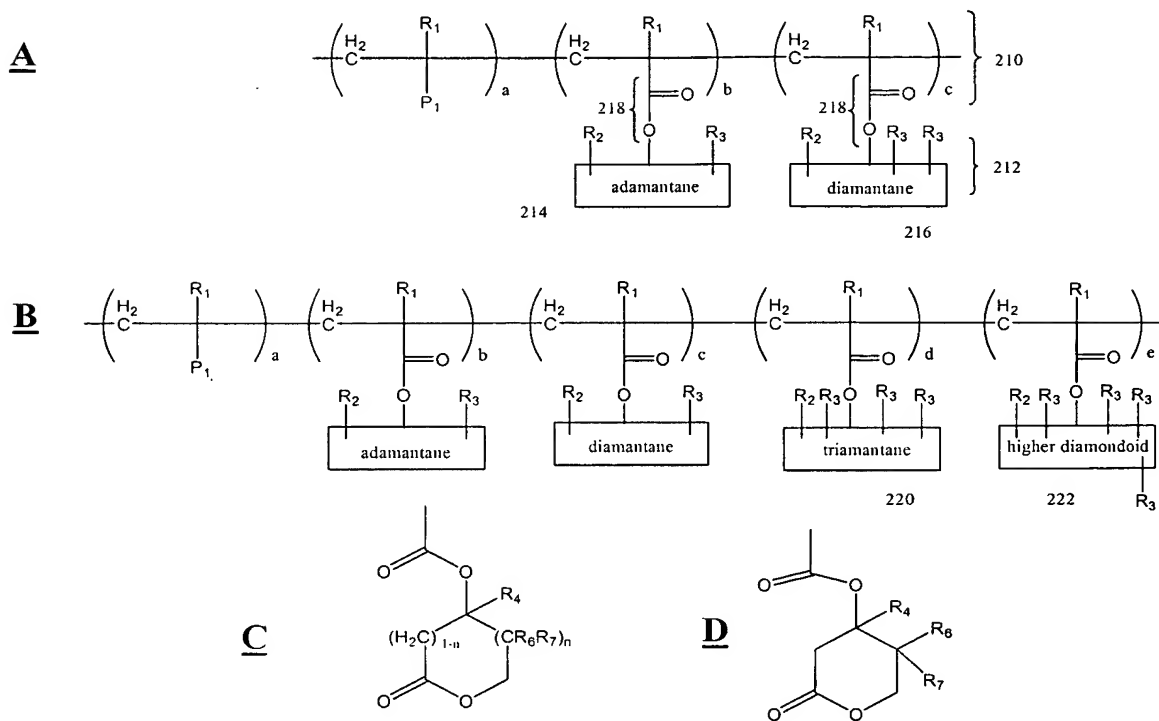 A
H2 C R1 P1 a
H2 C R1 O b
H2 C R1 O c
210
218
218
O
O
R2 R3
R2 R3 R3
212
adamantane
diamantane
214
216
B
H2 C R1 P1 a
H2 C R1 O b
H2 C R1 O c
H2 C R1 O d
H2 C R1 O e
O
O
O
O
R2 R3
R2 R3
R2 R3 R3 R3
R2 R3 R3 R3
adamantane
diamantane
triamantane
higher diamondoid
220
222
R3
C
O O
R4
(H2C)1-n (CR6R7)n
O O
D
O O
R4
R6
R7
O O